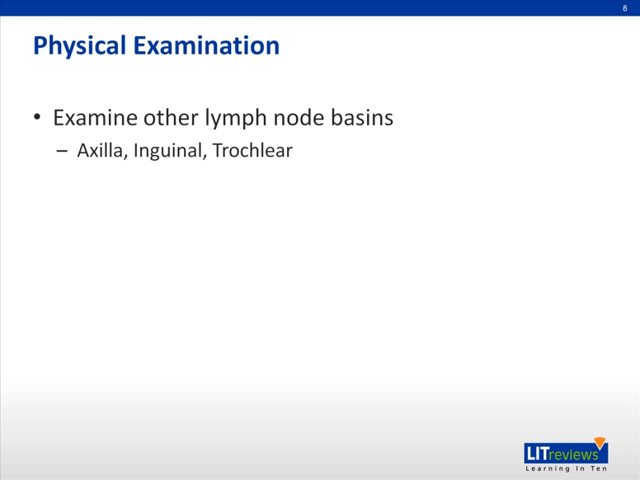 8
Physical Examination
• Examine other lymph node basins
– Axilla, Inguinal, Trochlear
LITreviews
Learning In Ten